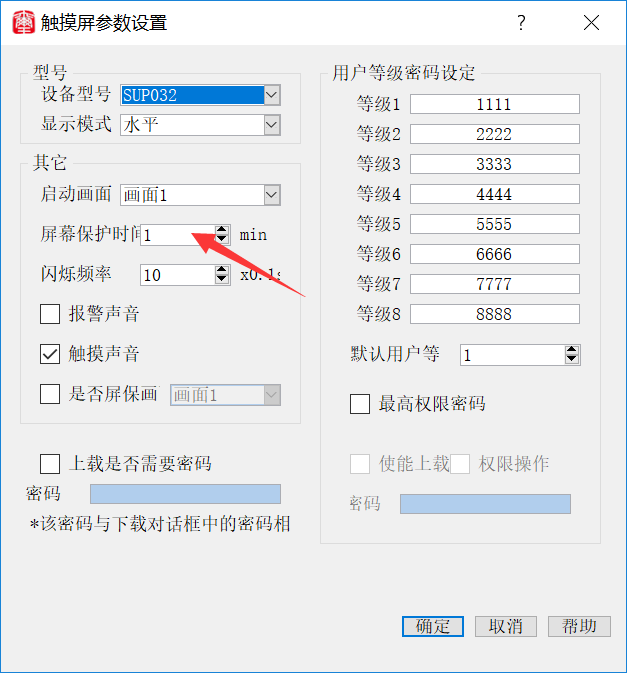 触摸屏参数设置
型号
设备型号 SUP032
显示模式 水平
其它
启动画面 画面1
屏幕保护时间 1 min
闪烁频率 10 x0.1s
报警声音
触摸声音
是否屏保画 画面1
上载是否需要密码
密码
*该密码与下载对话框中的密码相
用户等级密码设定
等级1 1111
等级2 2222
等级3 3333
等级4 4444
等级5 5555
等级6 6666
等级7 7777
等级8 8888
默认用户等 1
最高权限密码
使能上载 权限操作
密码
确定 取消 帮助